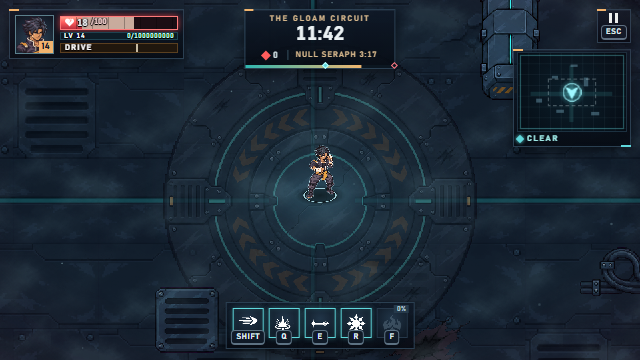 18/100
14
LV 14
0/1000000000
DRIVE
THE GLOAM CIRCUIT
11:42
0
NULL SERAPH 3:17
ESC
CLEAR
SHIFT
Q
E
R
F
0%